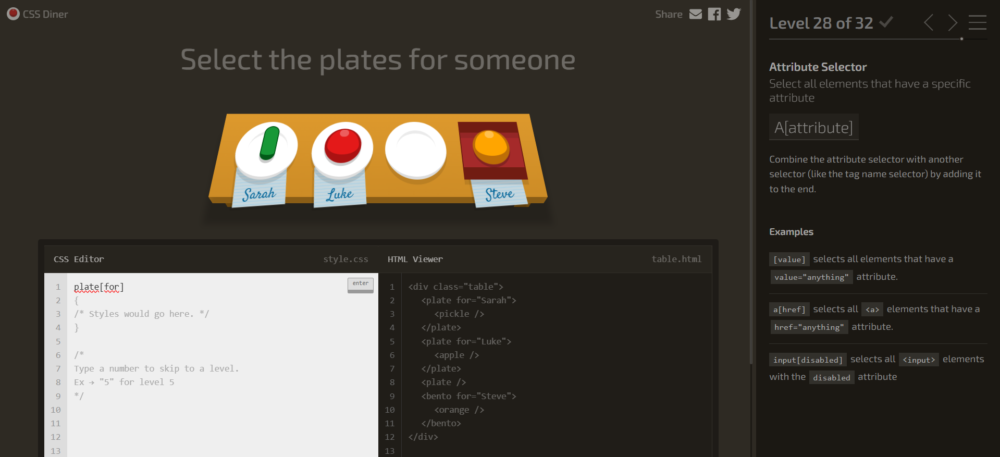 CSS Diner
Share
Select the plates for someone
Sarah
Luke
Steve
CSS Editor
style.css
1 plate[for]
enter
2 {
3 /* Styles would go here. */
4 }
5
6 /*
7 Type a number to skip to a level.
8 Ex → "5" for level 5
9 */
10
11
12
13
HTML Viewer
table.html
1 <div class="table">
2 <plate for="Sarah">
3 <pickle />
4 </plate>
5 <plate for="Luke">
6 <apple />
7 </plate>
8 <plate />
9 <bento for="Steve">
10 <orange />
11 </bento>
12 </div>
13
Level 28 of 32
Attribute Selector
Select all elements that have a specific
attribute
A[attribute]
Combine the attribute selector with another
selector (like the tag name selector) by adding it
to the end.
Examples
[value] selects all elements that have a
value="anything" attribute.
a[href] selects all <a> elements that have a
href="anything" attribute.
input[disabled] selects all <input> elements
with the disabled attribute